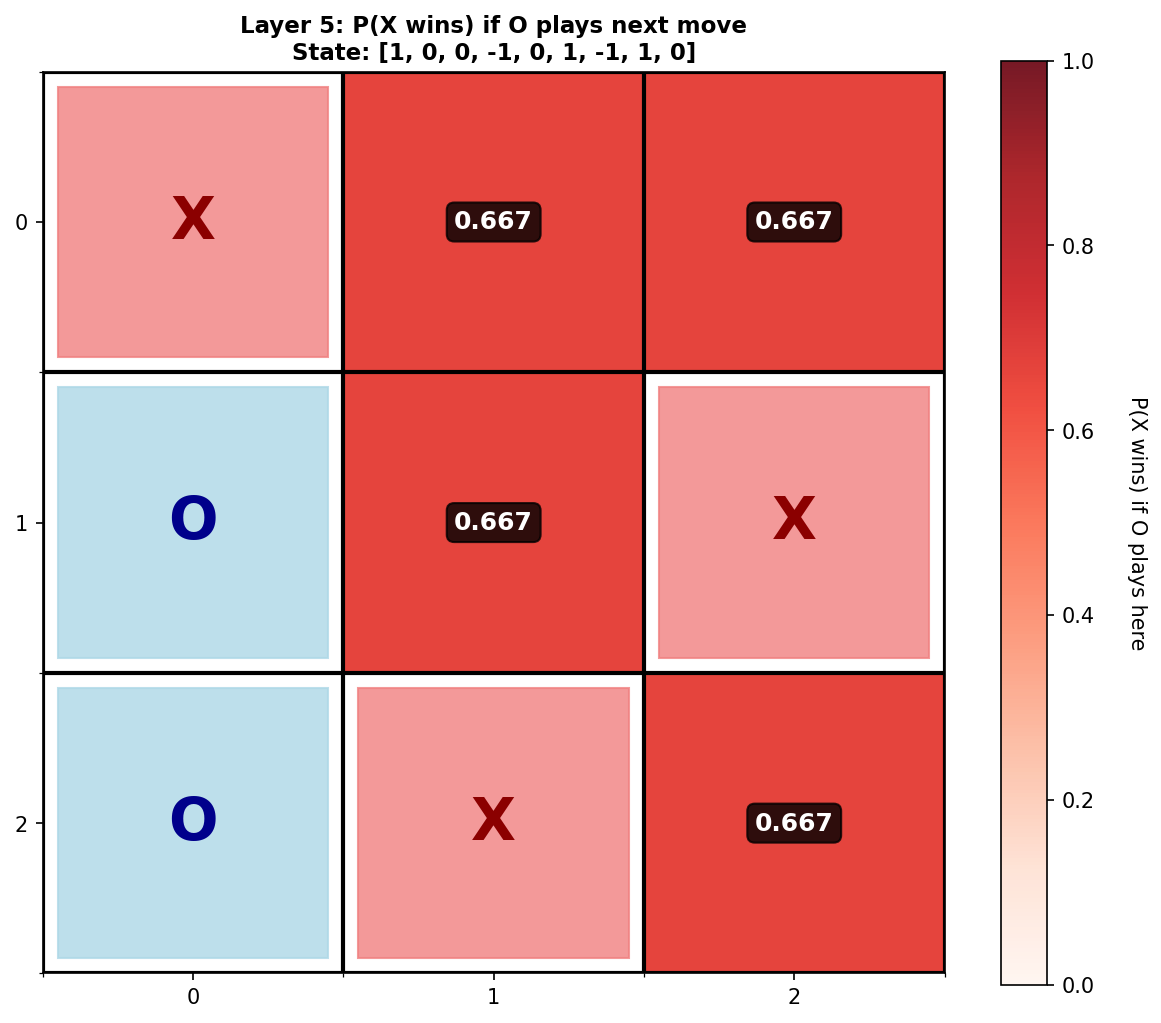 Layer 5: P(X wins) if O plays next move
State: [1, 0, 0, -1, 0, 1, -1, 1, 0]
0
X
0.667
0.667
1
O
0.667
X
2
O
X
0.667
0
1
2
1.0
0.8
0.6
0.4
0.2
0.0
P(X wins) if O plays here